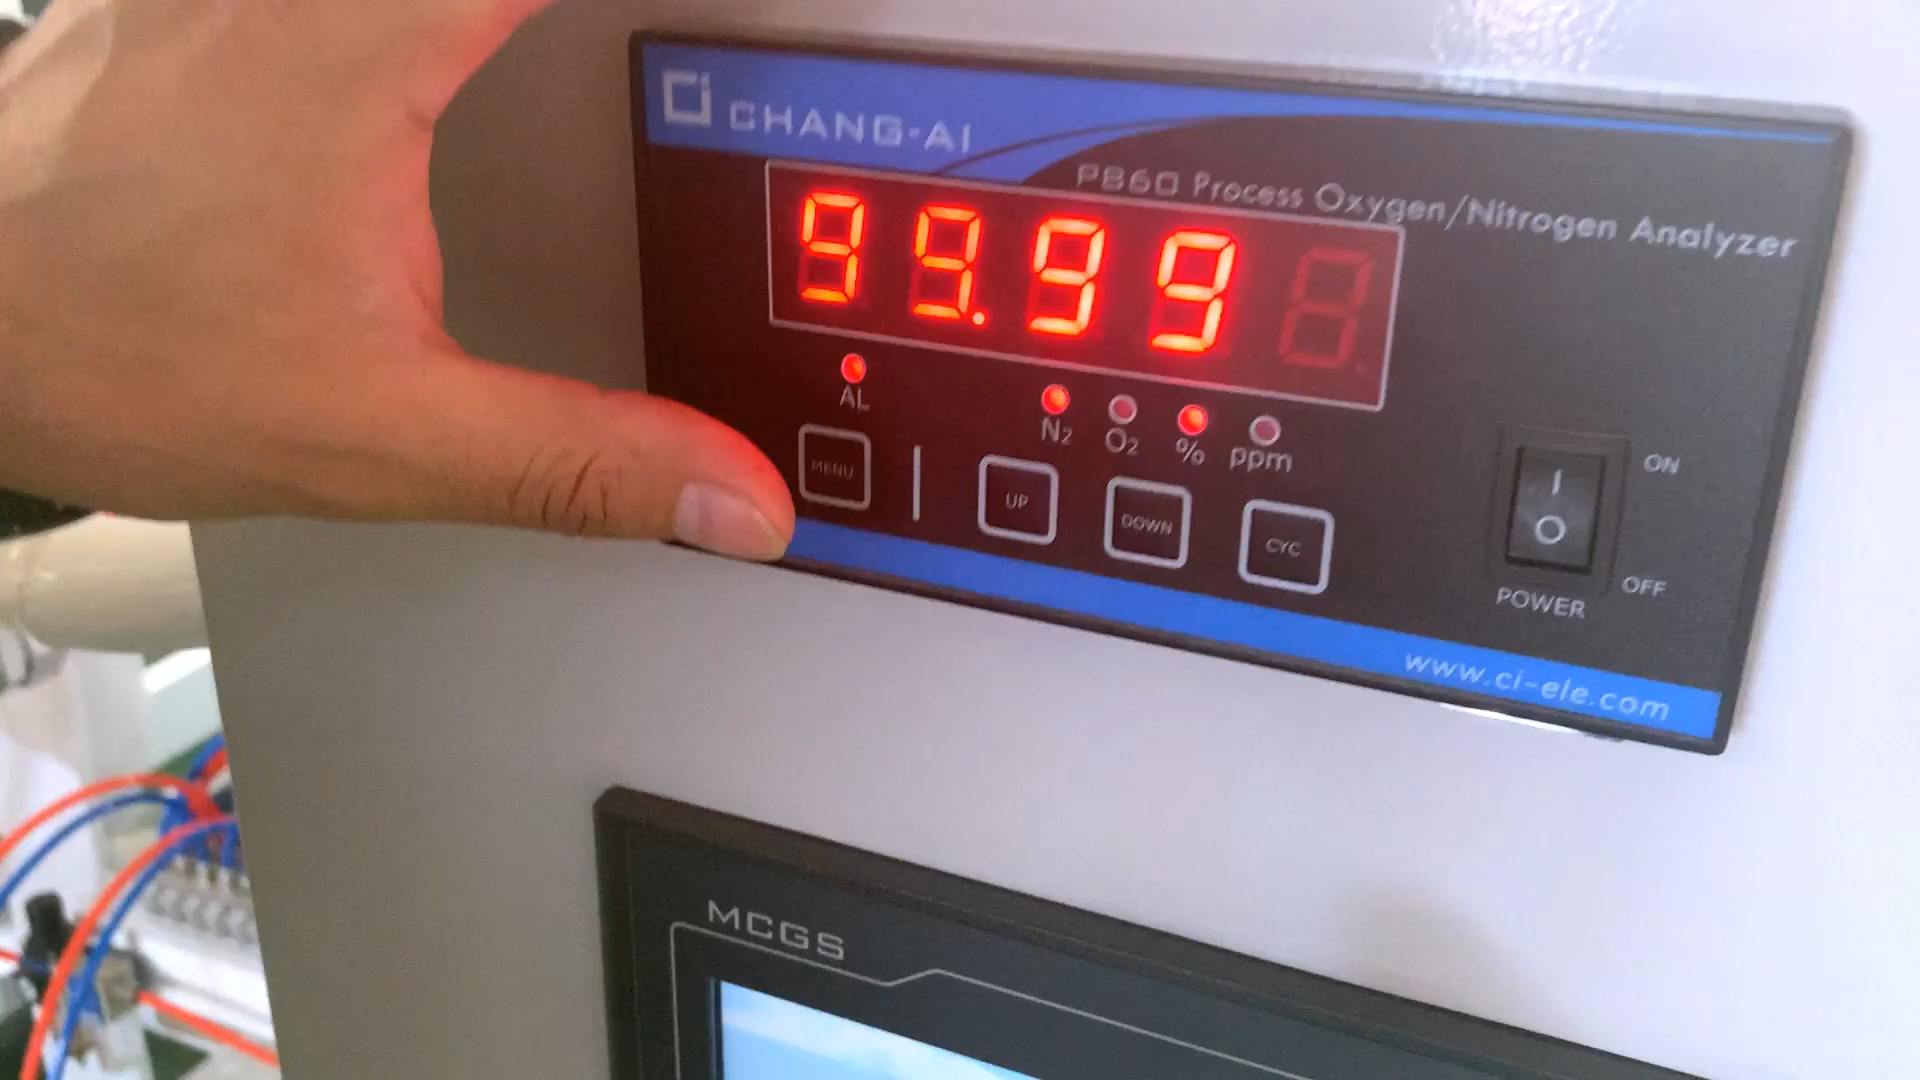 CHANG-AI
P860 Process Oxygen/Nitrogen Analyzer
99.99
AL
N2 O2 % ppm
MENU UP DOWN CYC
ON
OFF
POWER
www.ci-ele.com
MCGS